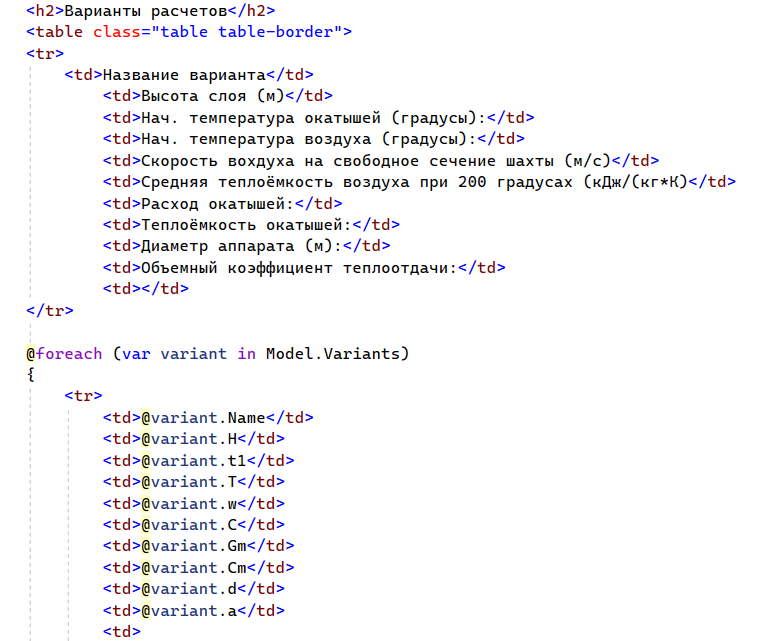 <h2>Варианты расчетов</h2>
<table class="table table-border">
<tr>
<td>Название варианта</td>
<td>Высота слоя (м)</td>
<td>Нач. температура окатышей (градусы):</td>
<td>Нач. температура воздуха (градусы):</td>
<td>Скорость вохдуха на свободное сечение шахты (м/с)</td>
<td>Средняя теплоёмкость воздуха при 200 градусах (кДж/(кг*К)</td>
<td>Расход окатышей:</td>
<td>Теплоёмкость окатышей:</td>
<td>Диаметр аппарата (м):</td>
<td>Объемный коэффициент теплоотдачи:</td>
<td></td>
</tr>
@foreach (var variant in Model.Variants)
{
<tr>
<td>@variant.Name</td>
<td>@variant.H</td>
<td>@variant.t1</td>
<td>@variant.T</td>
<td>@variant.w</td>
<td>@variant.C</td>
<td>@variant.Gm</td>
<td>@variant.Cm</td>
<td>@variant.d</td>
<td>@variant.a</td>
<td>